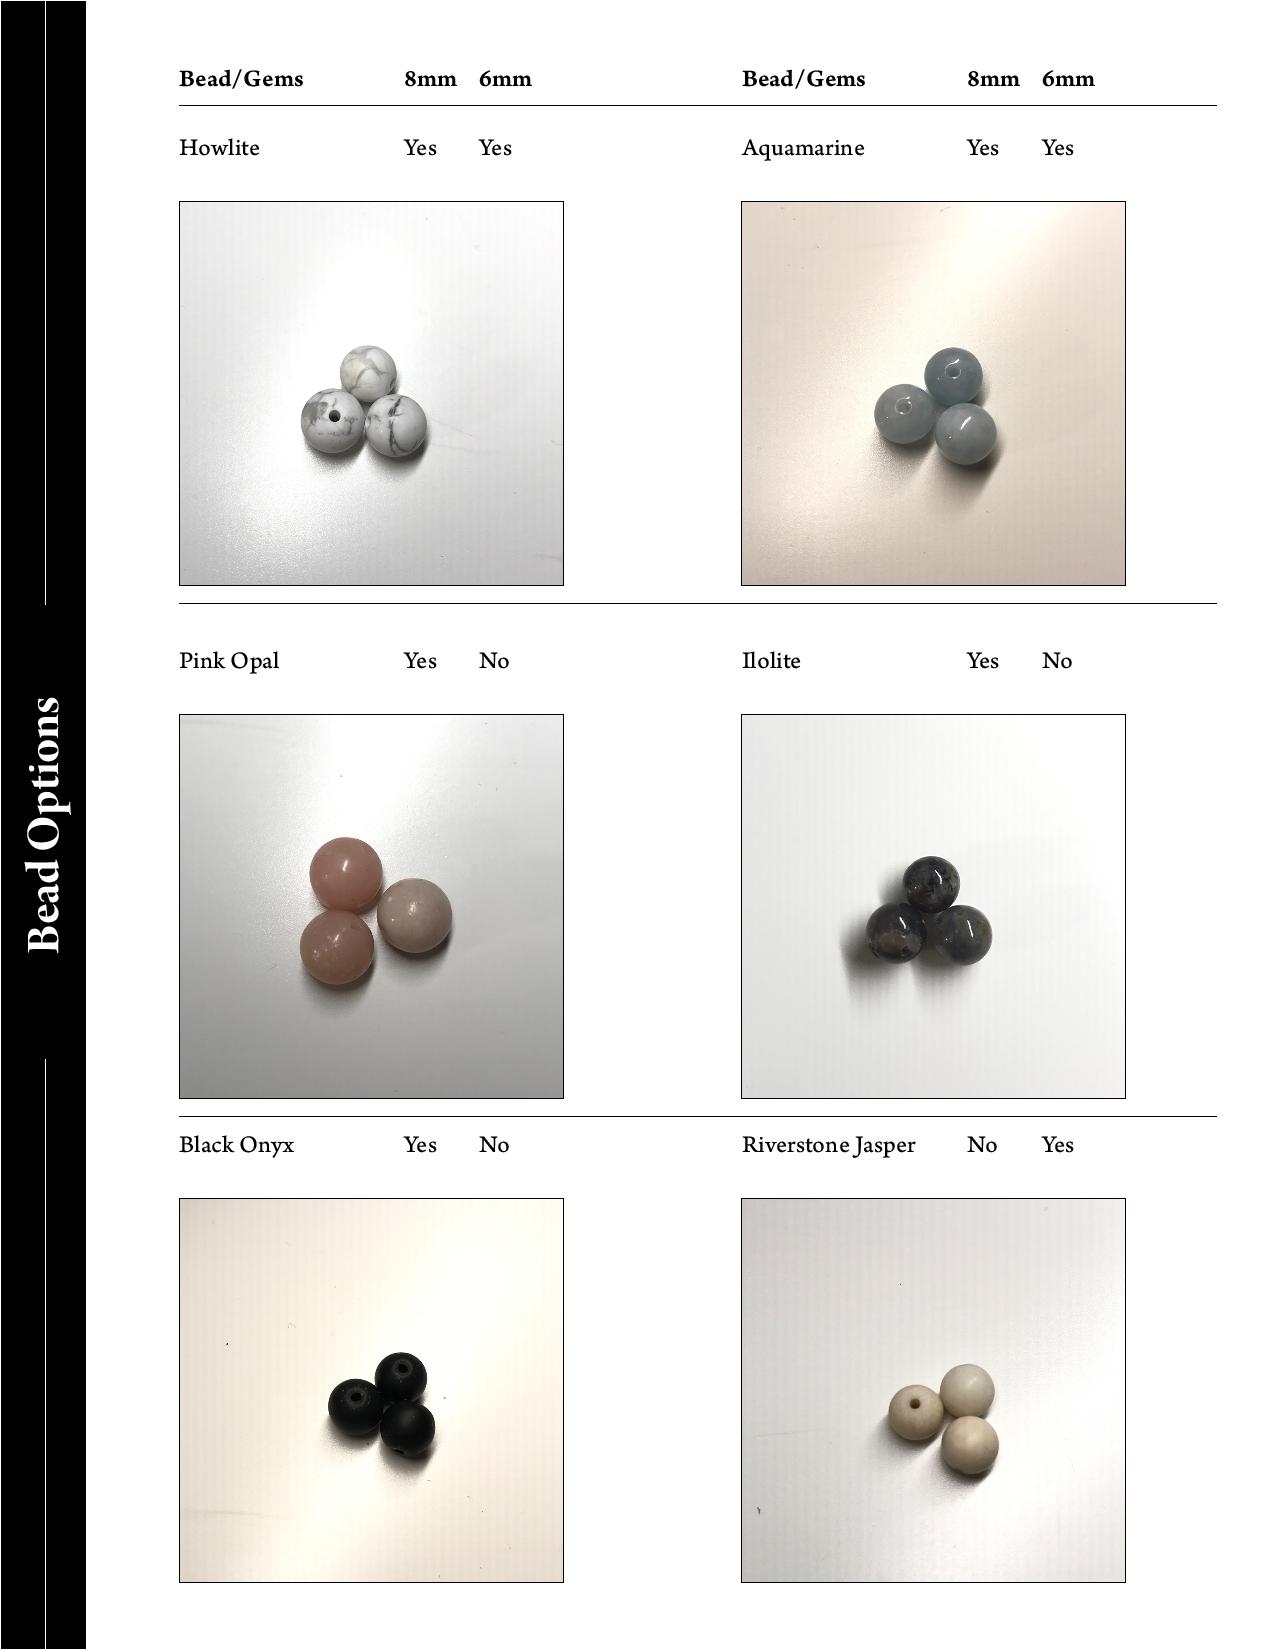 Bead Options
Bead/Gems 8mm 6mm Bead/Gems 8mm 6mm
Howlite Yes Yes Aquamarine Yes Yes
Pink Opal Yes No Ilolite Yes No
Black Onyx Yes No Riverstone Jasper No Yes